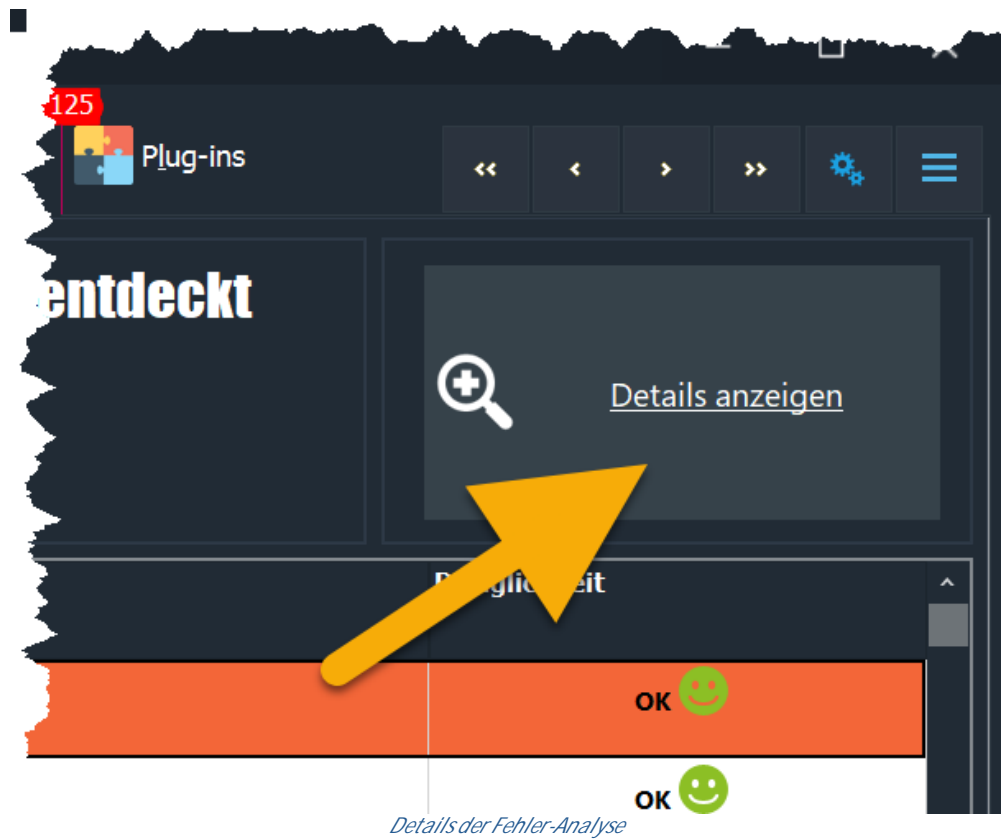 125
Plug-ins
entdeckt
Details anzeigen
OK
OK
Details der Fehler-Analyse